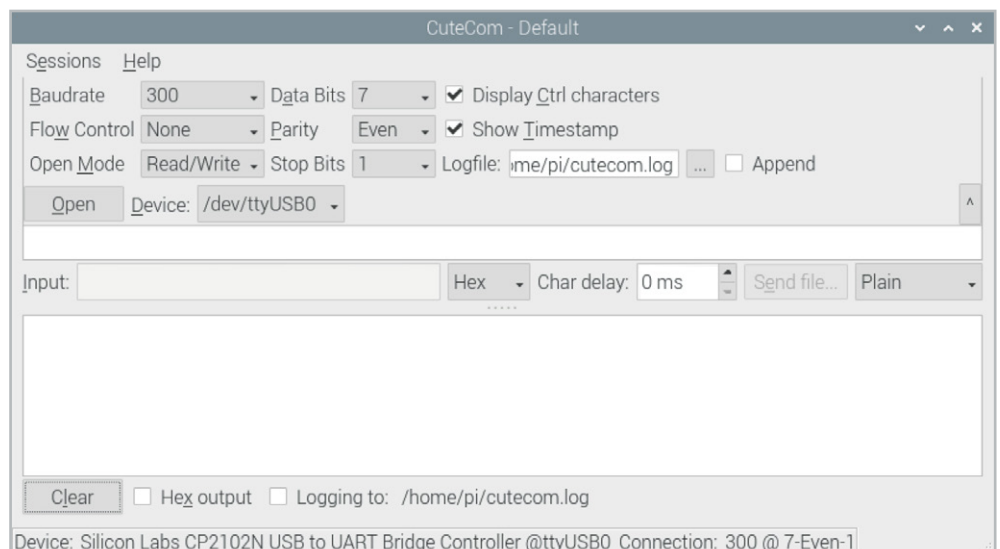 CuteCom - Default
Sessions Help
Baudrate 300 Data Bits 7 Display Ctrl characters
Flow Control None Parity Even Show Timestamp
Open Mode Read/Write Stop Bits 1 Logfile: ome/pi/cutecom.log ... Append
Open Device: /dev/ttyUSB0 ^
Input: Hex Char delay: 0 ms Send file... Plain
Clear Hex output Logging to: /home/pi/cutecom.log
Device: Silicon Labs CP2102N USB to UART Bridge Controller @ttyUSB0 Connection: 300 @ 7-Even-1